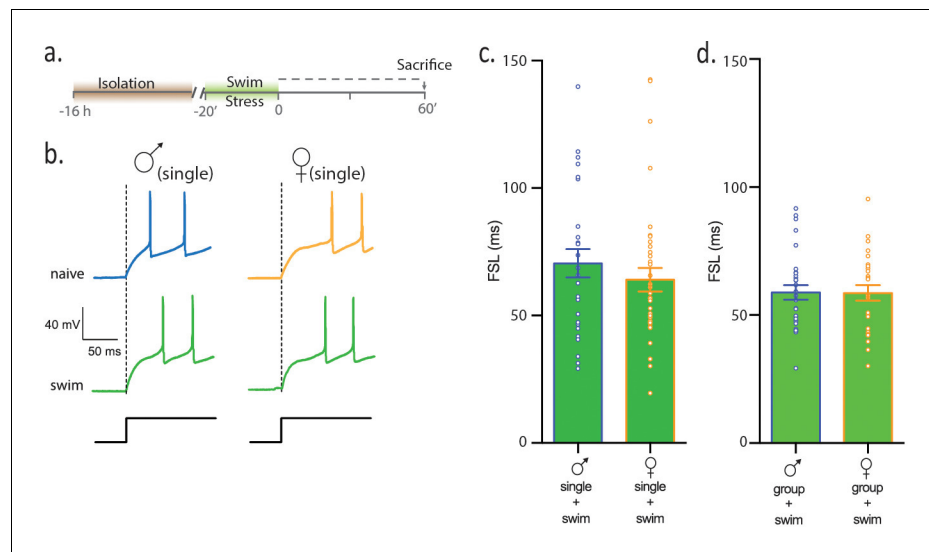 a.
Isolation
Swim
Stress
Sacrifice
-16 h
-20'
0
60'
b.
♂(single)
♀(single)
naive
40 mV
50 ms
swim
c.
150
100
50
0
FSL (ms)
♂
single
+
swim
♀
single
+
swim
d.
150
100
50
0
FSL (ms)
♂
group
+
swim
♀
group
+
swim